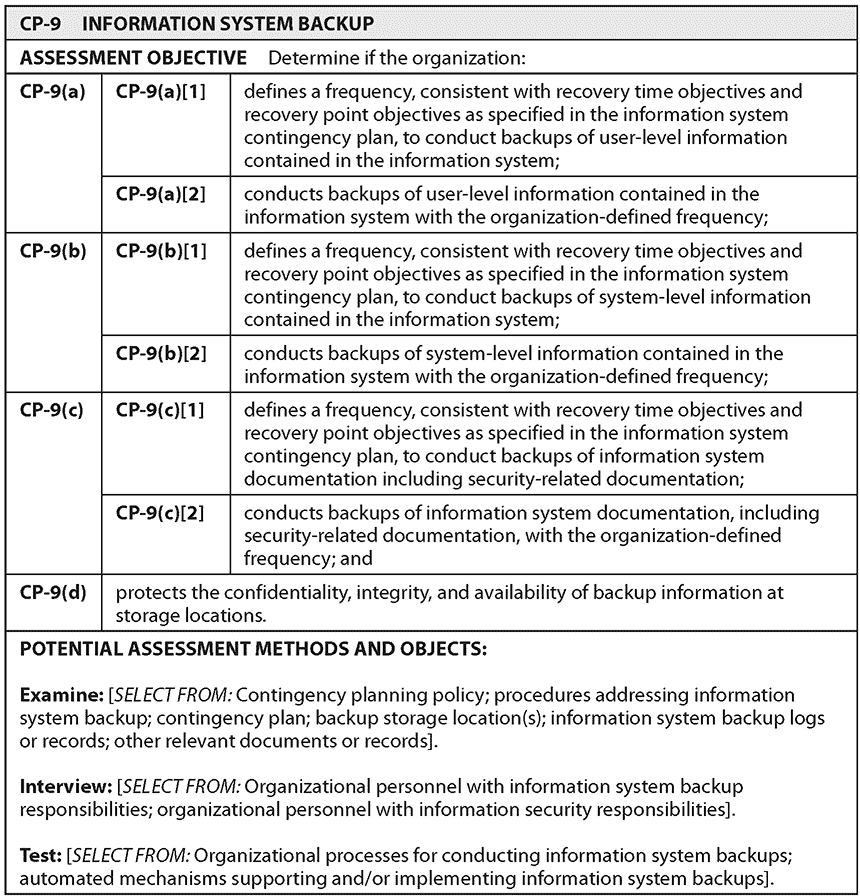 CP-9 INFORMATION SYSTEM BACKUP
ASSESSMENT OBJECTIVE Determine if the organization:
CP-9(a) CP-9(a)[1] defines a frequency, consistent with recovery time objectives and
recovery point objectives as specified in the information system
contingency plan, to conduct backups of user-level information
contained in the information system;
CP-9(a)[2] conducts backups of user-level information contained in the
information system with the organization-defined frequency;
CP-9(b) CP-9(b)[1] defines a frequency, consistent with recovery time objectives and
recovery point objectives as specified in the information system
contingency plan, to conduct backups of system-level information
contained in the information system;
CP-9(b)[2] conducts backups of system-level information contained in the
information system with the organization-defined frequency;
CP-9(c) CP-9(c)[1] defines a frequency, consistent with recovery time objectives and
recovery point objectives as specified in the information system
contingency plan, to conduct backups of information system
documentation including security-related documentation;
CP-9(c)[2] conducts backups of information system documentation, including
security-related documentation, with the organization-defined
frequency; and
CP-9(d) protects the confidentiality, integrity, and availability of backup information at
storage locations.
POTENTIAL ASSESSMENT METHODS AND OBJECTS:
Examine: [SELECT FROM: Contingency planning policy; procedures addressing information
system backup; contingency plan; backup storage location(s); information system backup logs
or records; other relevant documents or records].
Interview: [SELECT FROM: Organizational personnel with information system backup
responsibilities; organizational personnel with information security responsibilities].
Test: [SELECT FROM: Organizational processes for conducting information system backups;
automated mechanisms supporting and/or implementing information system backups].